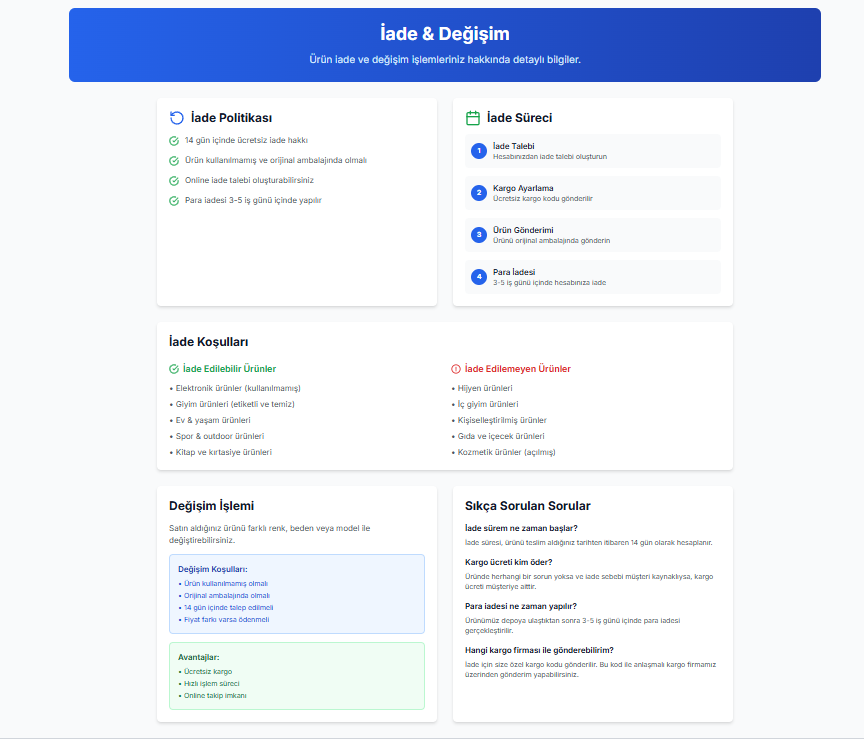 İade & Değişim
Ürün iade ve değişim işlemleriniz hakkında detaylı bilgiler.
İade Politikası
14 gün içinde ücretsiz iade hakkı
Ürün kullanılmamış ve orijinal ambalajında olmalı
Online iade talebi oluşturabilirsiniz
Para iadesi 3-5 iş günü içinde yapılır
İade Süreci
1
İade Talebi
Hesabınızdan iade talebi oluşturun
2
Kargo Ayarlama
Ücretsiz kargo kodu gönderilir
3
Ürün Gönderimi
Ürünü orijinal ambalajında gönderin
4
Para İadesi
3-5 iş günü içinde hesabınıza iade
İade Koşulları
İade Edilebilir Ürünler
• Elektronik ürünler (kullanılmamış)
• Giyim ürünleri (etiketli ve temiz)
• Ev & yaşam ürünleri
• Spor & outdoor ürünleri
• Kitap ve kırtasiye ürünleri
İade Edilemeyen Ürünler
• Hijyen ürünleri
• İç giyim ürünleri
• Kişiselleştirilmiş ürünler
• Gıda ve içecek ürünleri
• Kozmetik ürünler (açılmış)
Değişim İşlemi
Satın aldığınız ürünü farklı renk, beden veya model ile
değiştirebilirsiniz.
Değişim Koşulları:
• Ürün kullanılmamış olmalı
• Orijinal ambalajında olmalı
• 14 gün içinde talep edilmeli
• Fiyat farkı varsa ödenmeli
Avantajlar:
• Ücretsiz kargo
• Hızlı işlem süreci
• Online takip imkanı
Sıkça Sorulan Sorular
İade sürem ne zaman başlar?
İade süresi, ürünü teslim aldığınız tarihten itibaren 14 gün olarak hesaplanır.
Kargo ücreti kim öder?
Üründe herhangi bir sorun yoksa ve iade sebebi müşteri kaynaklıysa, kargo
ücreti müşteriye aittir.
Para iadesi ne zaman yapılır?
Ürünümüz depoya ulaştıktan sonra 3-5 iş günü içinde para iadesi
gerçekleştirilir.
Hangi kargo firması ile gönderebilirim?
İade için size özel kargo kodu gönderilir. Bu kod ile anlaşmalı kargo firmamız
üzerinden gönderim yapabilirsiniz.